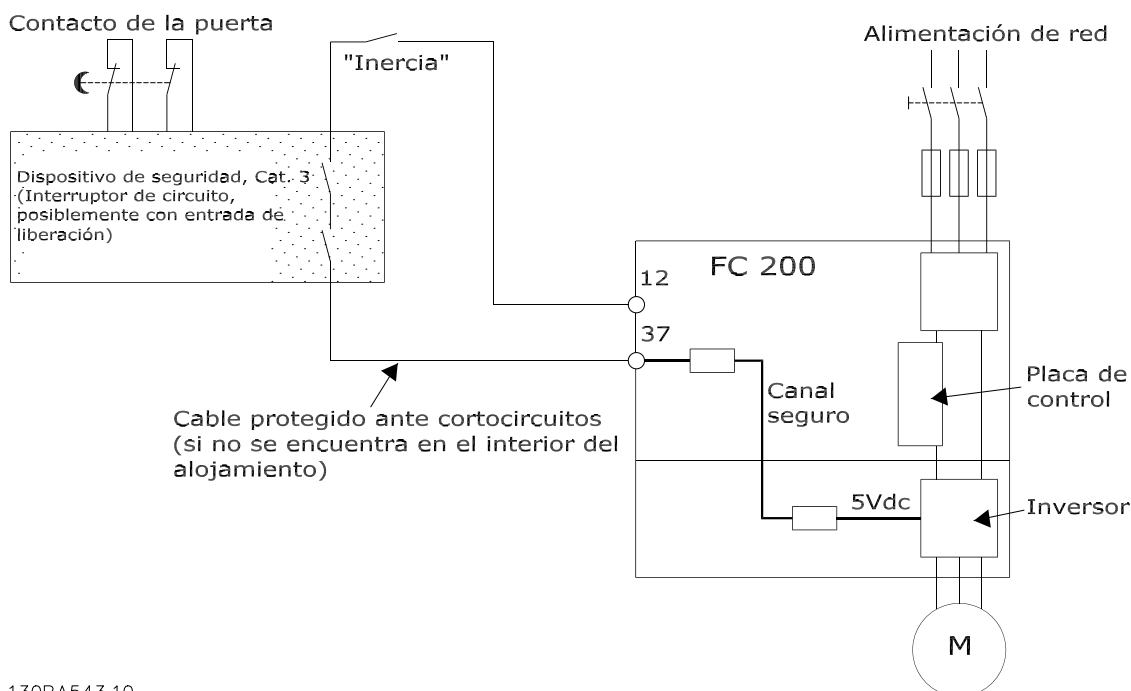 Contacto de la puerta
"Inercia"
Alimentación de red
Dispositivo de seguridad, Cat. 3
(Interruptor de circuito,
posiblemente con entrada de
liberación)
FC 200
12
37
Canal
seguro
Placa de
control
Cable protegido ante cortocircuitos
(si no se encuentra en el interior del
alojamiento)
5Vdc
Inversor
M
130BA543.10